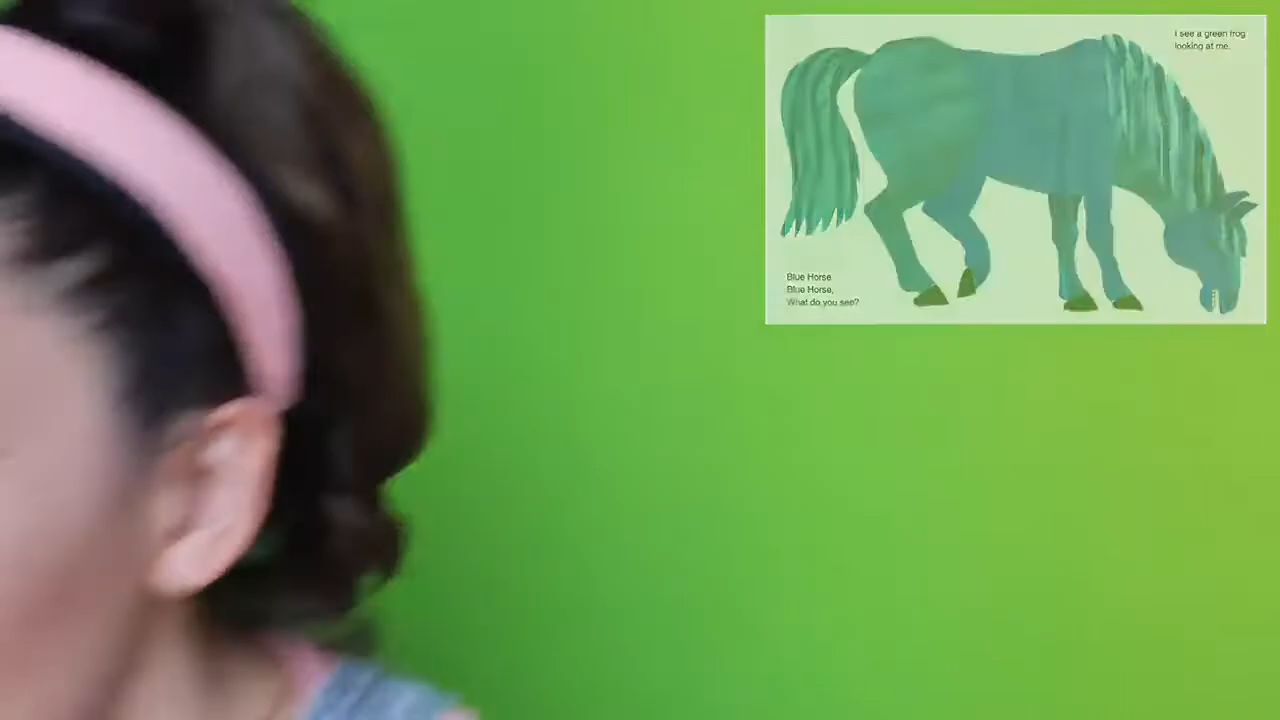 I see a green frog
looking at me.
Blue Horse
Blue Horse,
What do you see?